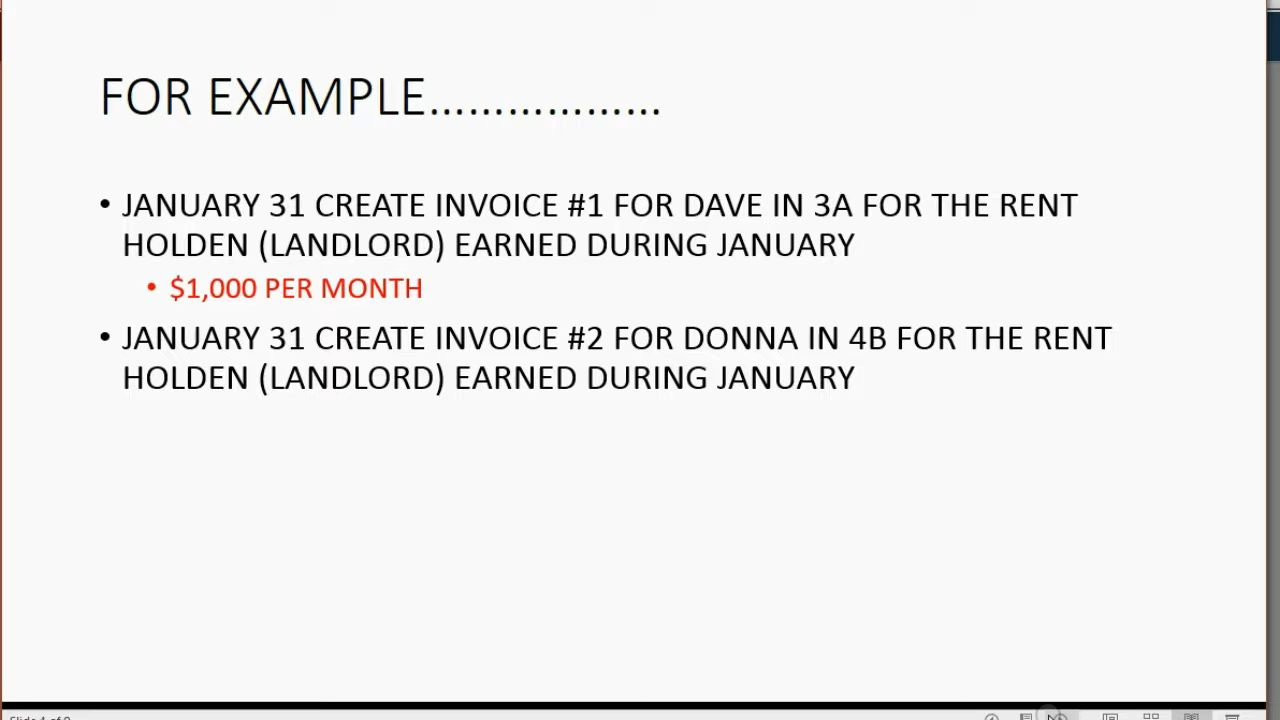 FOR EXAMPLE..................
• JANUARY 31 CREATE INVOICE #1 FOR DAVE IN 3A FOR THE RENT
HOLDEN (LANDLORD) EARNED DURING JANUARY
• $1,000 PER MONTH
• JANUARY 31 CREATE INVOICE #2 FOR DONNA IN 4B FOR THE RENT
HOLDEN (LANDLORD) EARNED DURING JANUARY